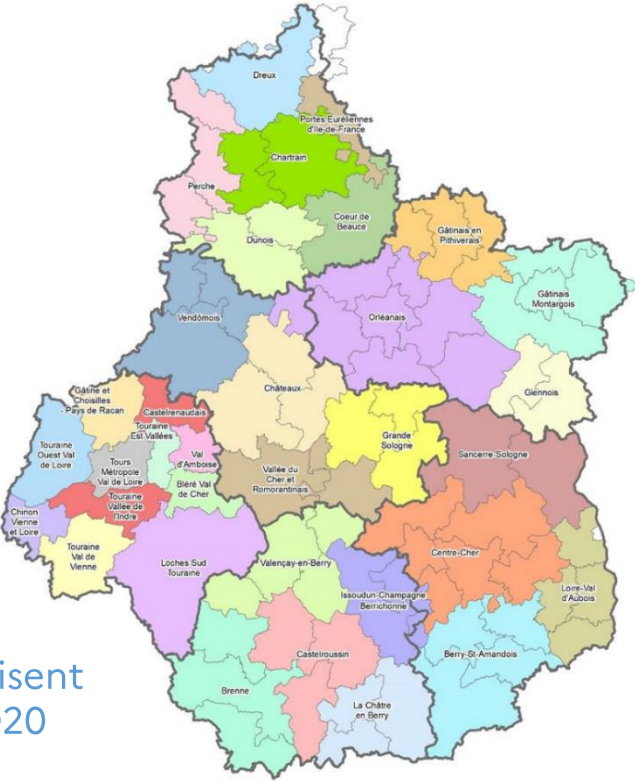 Dreux
Portes Euréliennes
d'Ile-de-France
Chartrain
Perche
Coeur de
Beauce
Dunois
Gâtinais en
Pithiverais
Gâtinais
Montargois
Vendômois
Orléanais
Châteaux
Giennois
Gâtine et
Choisilles
- Pays de Racan
Castelrenaudais
Touraine
Est Vallées
Grande
Sologne
Sancerre-Sologne
Touraine
Ouest Val
de Loire
Tours
Métropole
Val de Loire
Val
d'Amboise
Vallée du
Cher et
Romorantinais
Bléré Val
de Cher
Touraine
Vallée de
l'Indre
Chinon
Vienne
et Loire
Touraine
Val de
Vienne
Loches Sud
Touraine
Valençay-en-Berry
Centre-Cher
Issoudun-Champagne
Berrichonne
Loire-Val
d'Aubois
Castelroussin
Berry-St-Amandois
Brenne
La Châtre
en Berry
isent
020